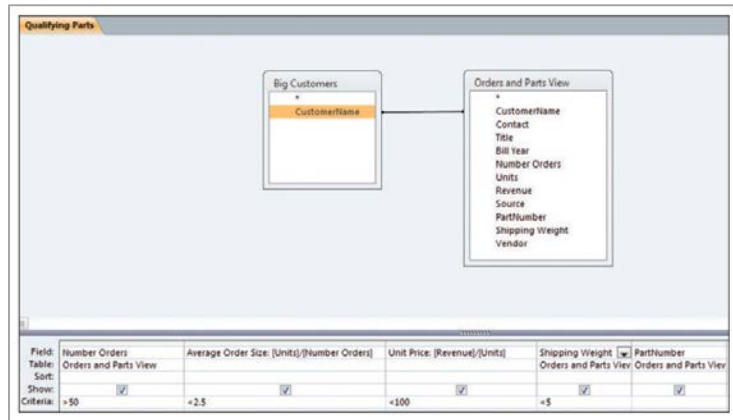 Qualifying Parts
Big Customers
*
CustomerName
Orders and Parts View
*
CustomerName
Contact
Title
Bill Year
Number Orders
Units
Revenue
Source
PartNumber
Shipping Weight
Vendor
Field: Number Orders Average Order Size: [Units]/[Number Orders] Unit Price: [Revenue]/[Units] Shipping Weight PartNumber
Table: Orders and Parts View Orders and Parts Viev Orders and Parts View
Sort:
Show:
Criteria: >50 <2.5 <100 <5